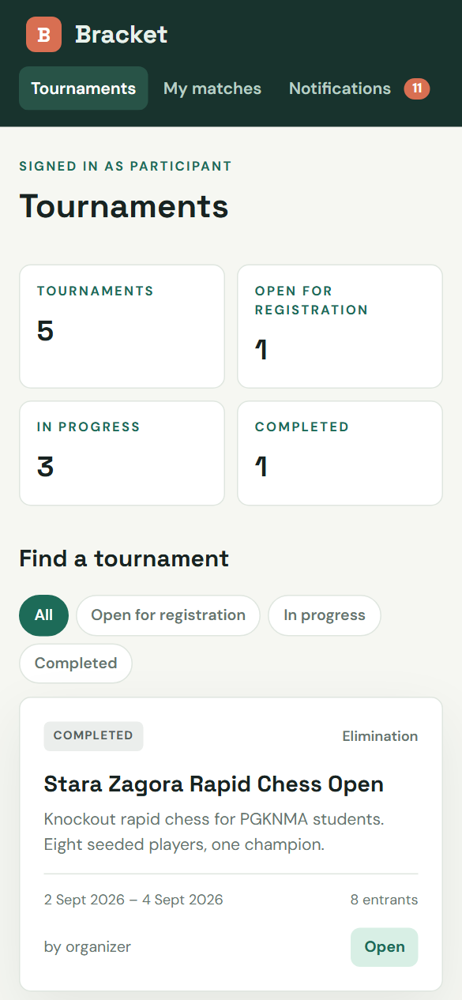 B Bracket
Tournaments My matches Notifications 11
SIGNED IN AS PARTICIPANT
Tournaments
TOURNAMENTS
5
OPEN FOR
REGISTRATION
1
IN PROGRESS
3
COMPLETED
1
Find a tournament
All Open for registration In progress
Completed
COMPLETED Elimination
Stara Zagora Rapid Chess Open
Knockout rapid chess for PGKNMA students.
Eight seeded players, one champion.
2 Sept 2026 – 4 Sept 2026 8 entrants
by organizer Open